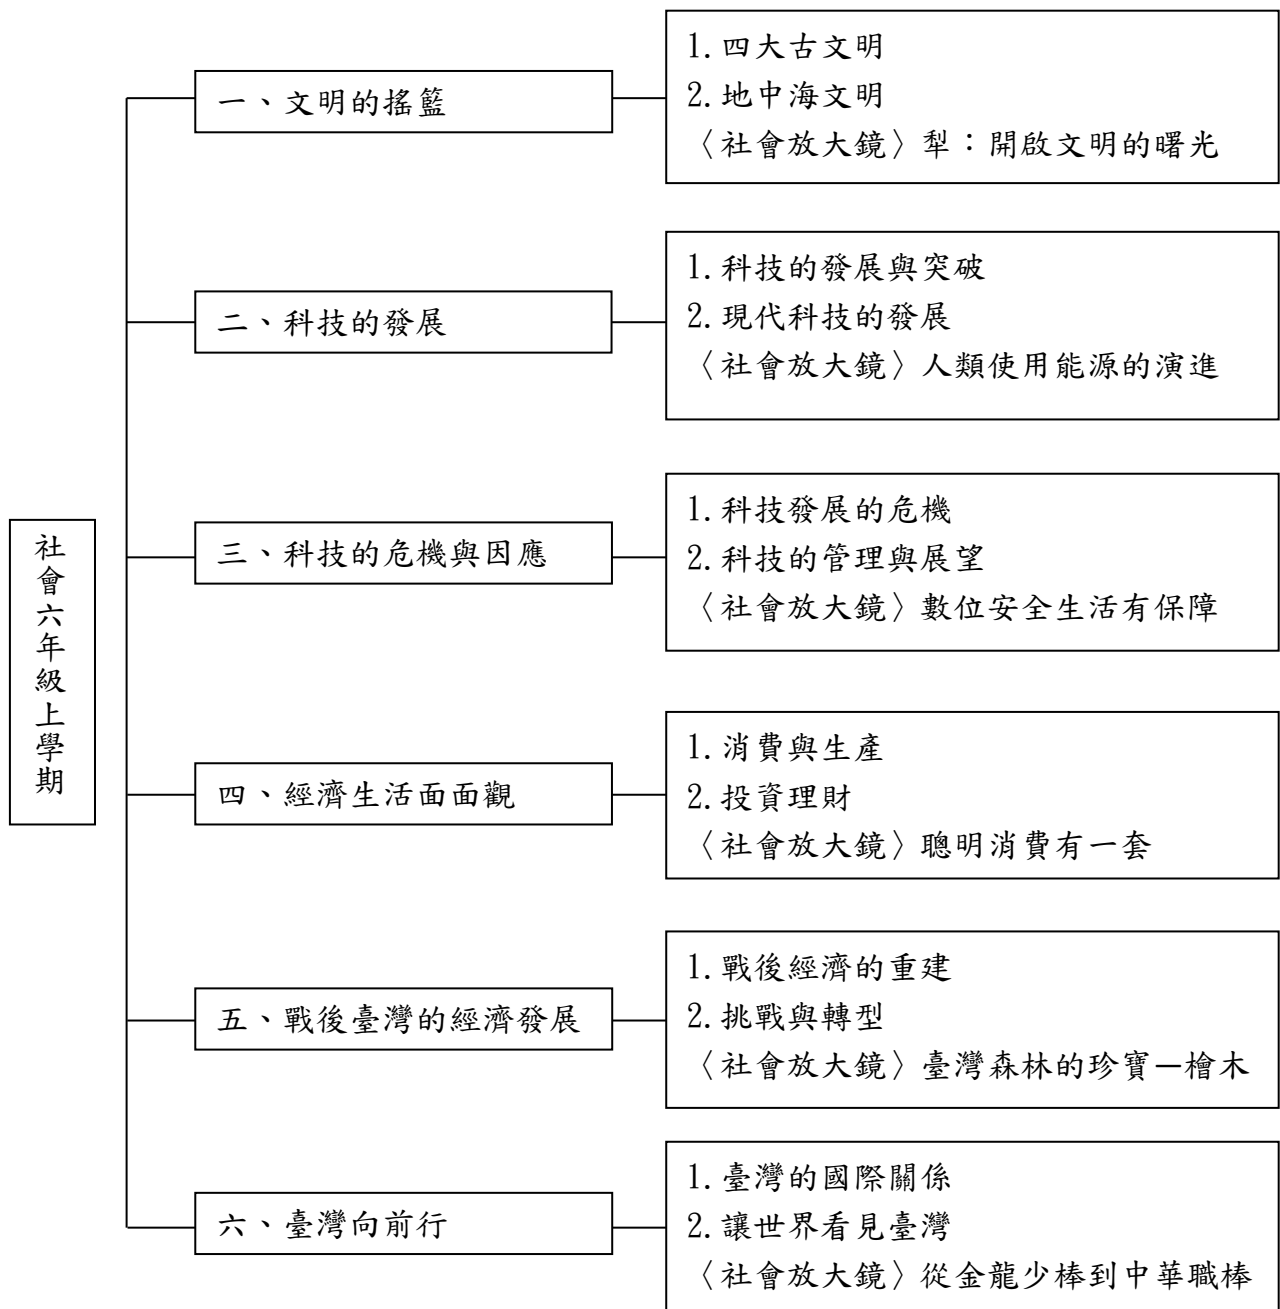 社會六年級上學期
一、文明的搖籃
1.四大古文明
2.地中海文明
〈社會放大鏡〉犁：開啟文明的曙光
二、科技的發展
1.科技的發展與突破
2.現代科技的發展
〈社會放大鏡〉人類使用能源的演進
三、科技的危機與因應
1.科技發展的危機
2.科技的管理與展望
〈社會放大鏡〉數位安全生活有保障
四、經濟生活面面觀
1.消費與生產
2.投資理財
〈社會放大鏡〉聰明消費有一套
五、戰後臺灣的經濟發展
1.戰後經濟的重建
2.挑戰與轉型
〈社會放大鏡〉臺灣森林的珍寶—檜木
六、臺灣向前行
1.臺灣的國際關係
2.讓世界看見臺灣
〈社會放大鏡〉從金龍少棒到中華職棒